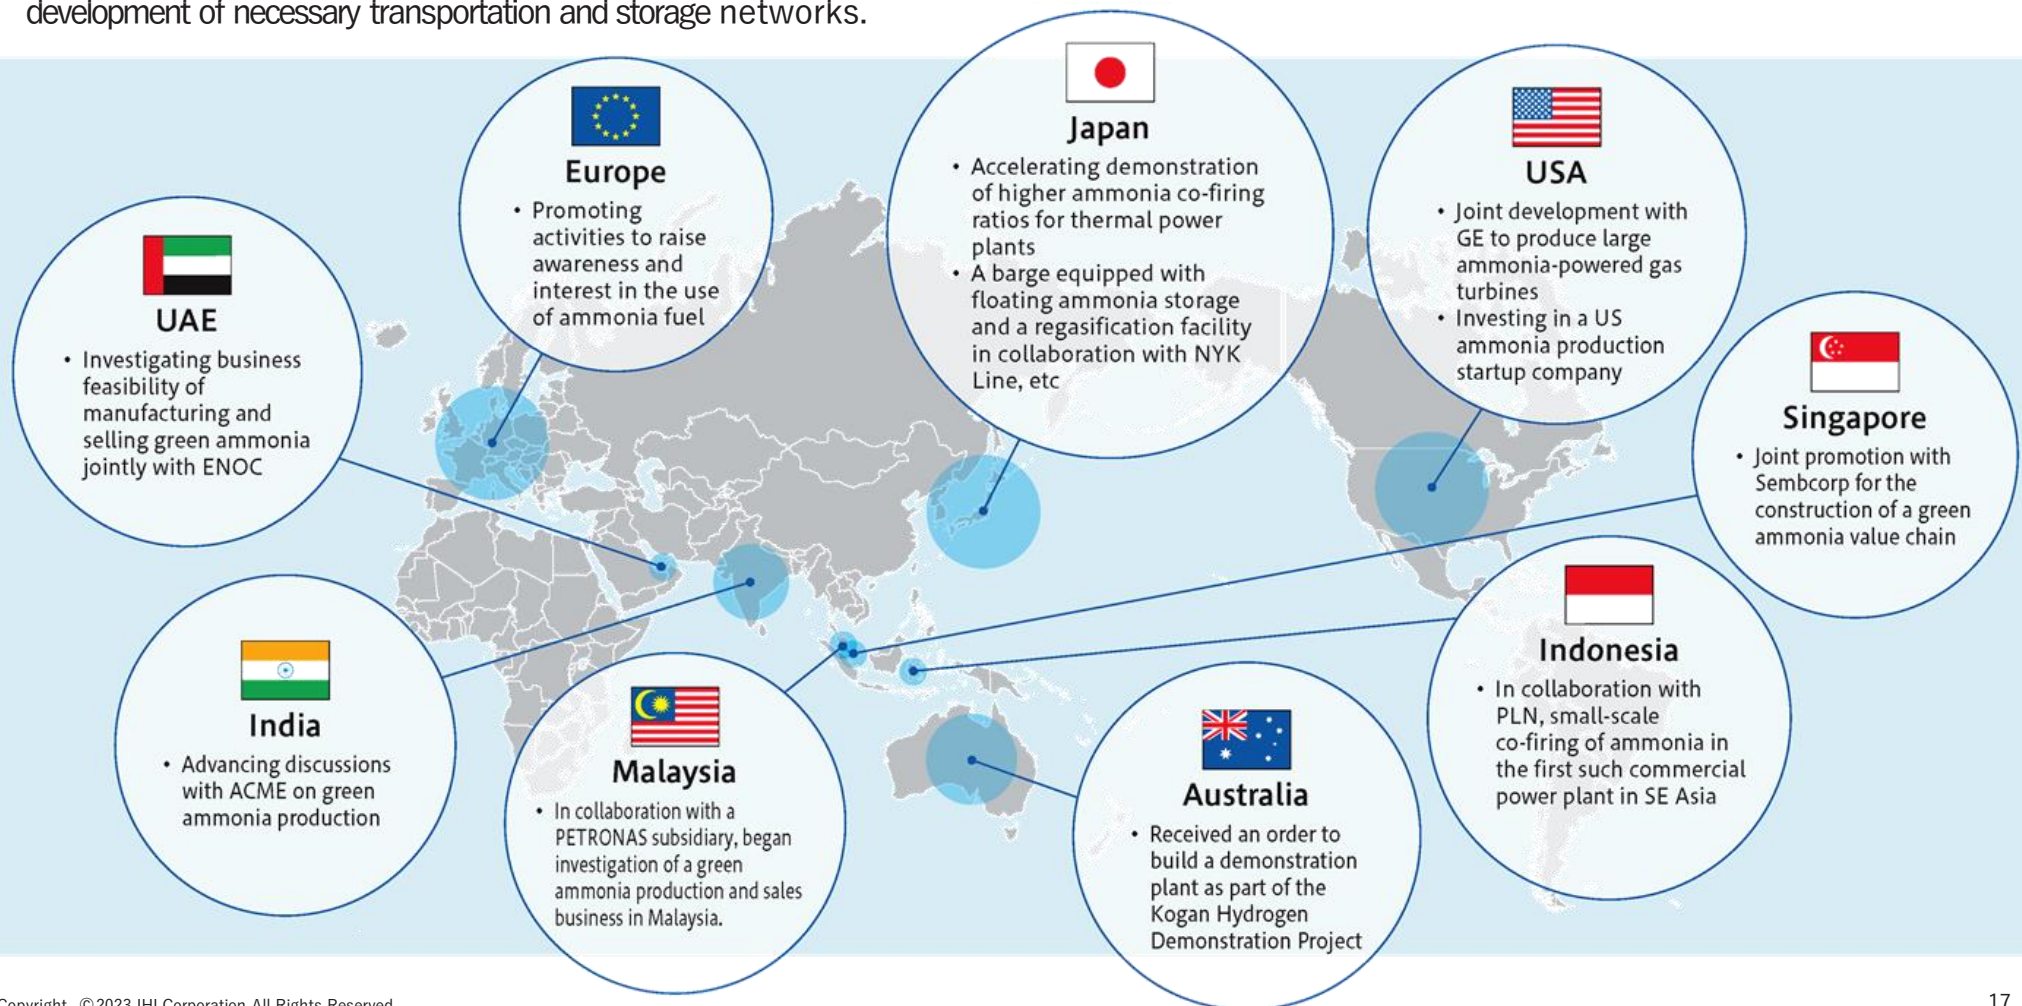 development of necessary transportation and storage networks.
Japan
• Accelerating demonstration
of higher ammonia co-firing
ratios for thermal power
plants
• A barge equipped with
floating ammonia storage
and a regasification facility
in collaboration with NYK
Line, etc
Europe
• Promoting
activities to raise
awareness and
interest in the use
of ammonia fuel
USA
• Joint development with
GE to produce large
ammonia-powered gas
turbines
• Investing in a US
ammonia production
startup company
UAE
• Investigating business
feasibility of
manufacturing and
selling green ammonia
jointly with ENOC
Singapore
• Joint promotion with
Sembcorp for the
construction of a green
ammonia value chain
India
• Advancing discussions
with ACME on green
ammonia production
Malaysia
• In collaboration with a
PETRONAS subsidiary, began
investigation of a green
ammonia production and sales
business in Malaysia.
Australia
• Received an order to
build a demonstration
plant as part of the
Kogan Hydrogen
Demonstration Project
Indonesia
• In collaboration with
PLN, small-scale
co-firing of ammonia in
the first such commercial
power plant in SE Asia
Copyright ©2023 IHI Corporation All Rights Reserved
17